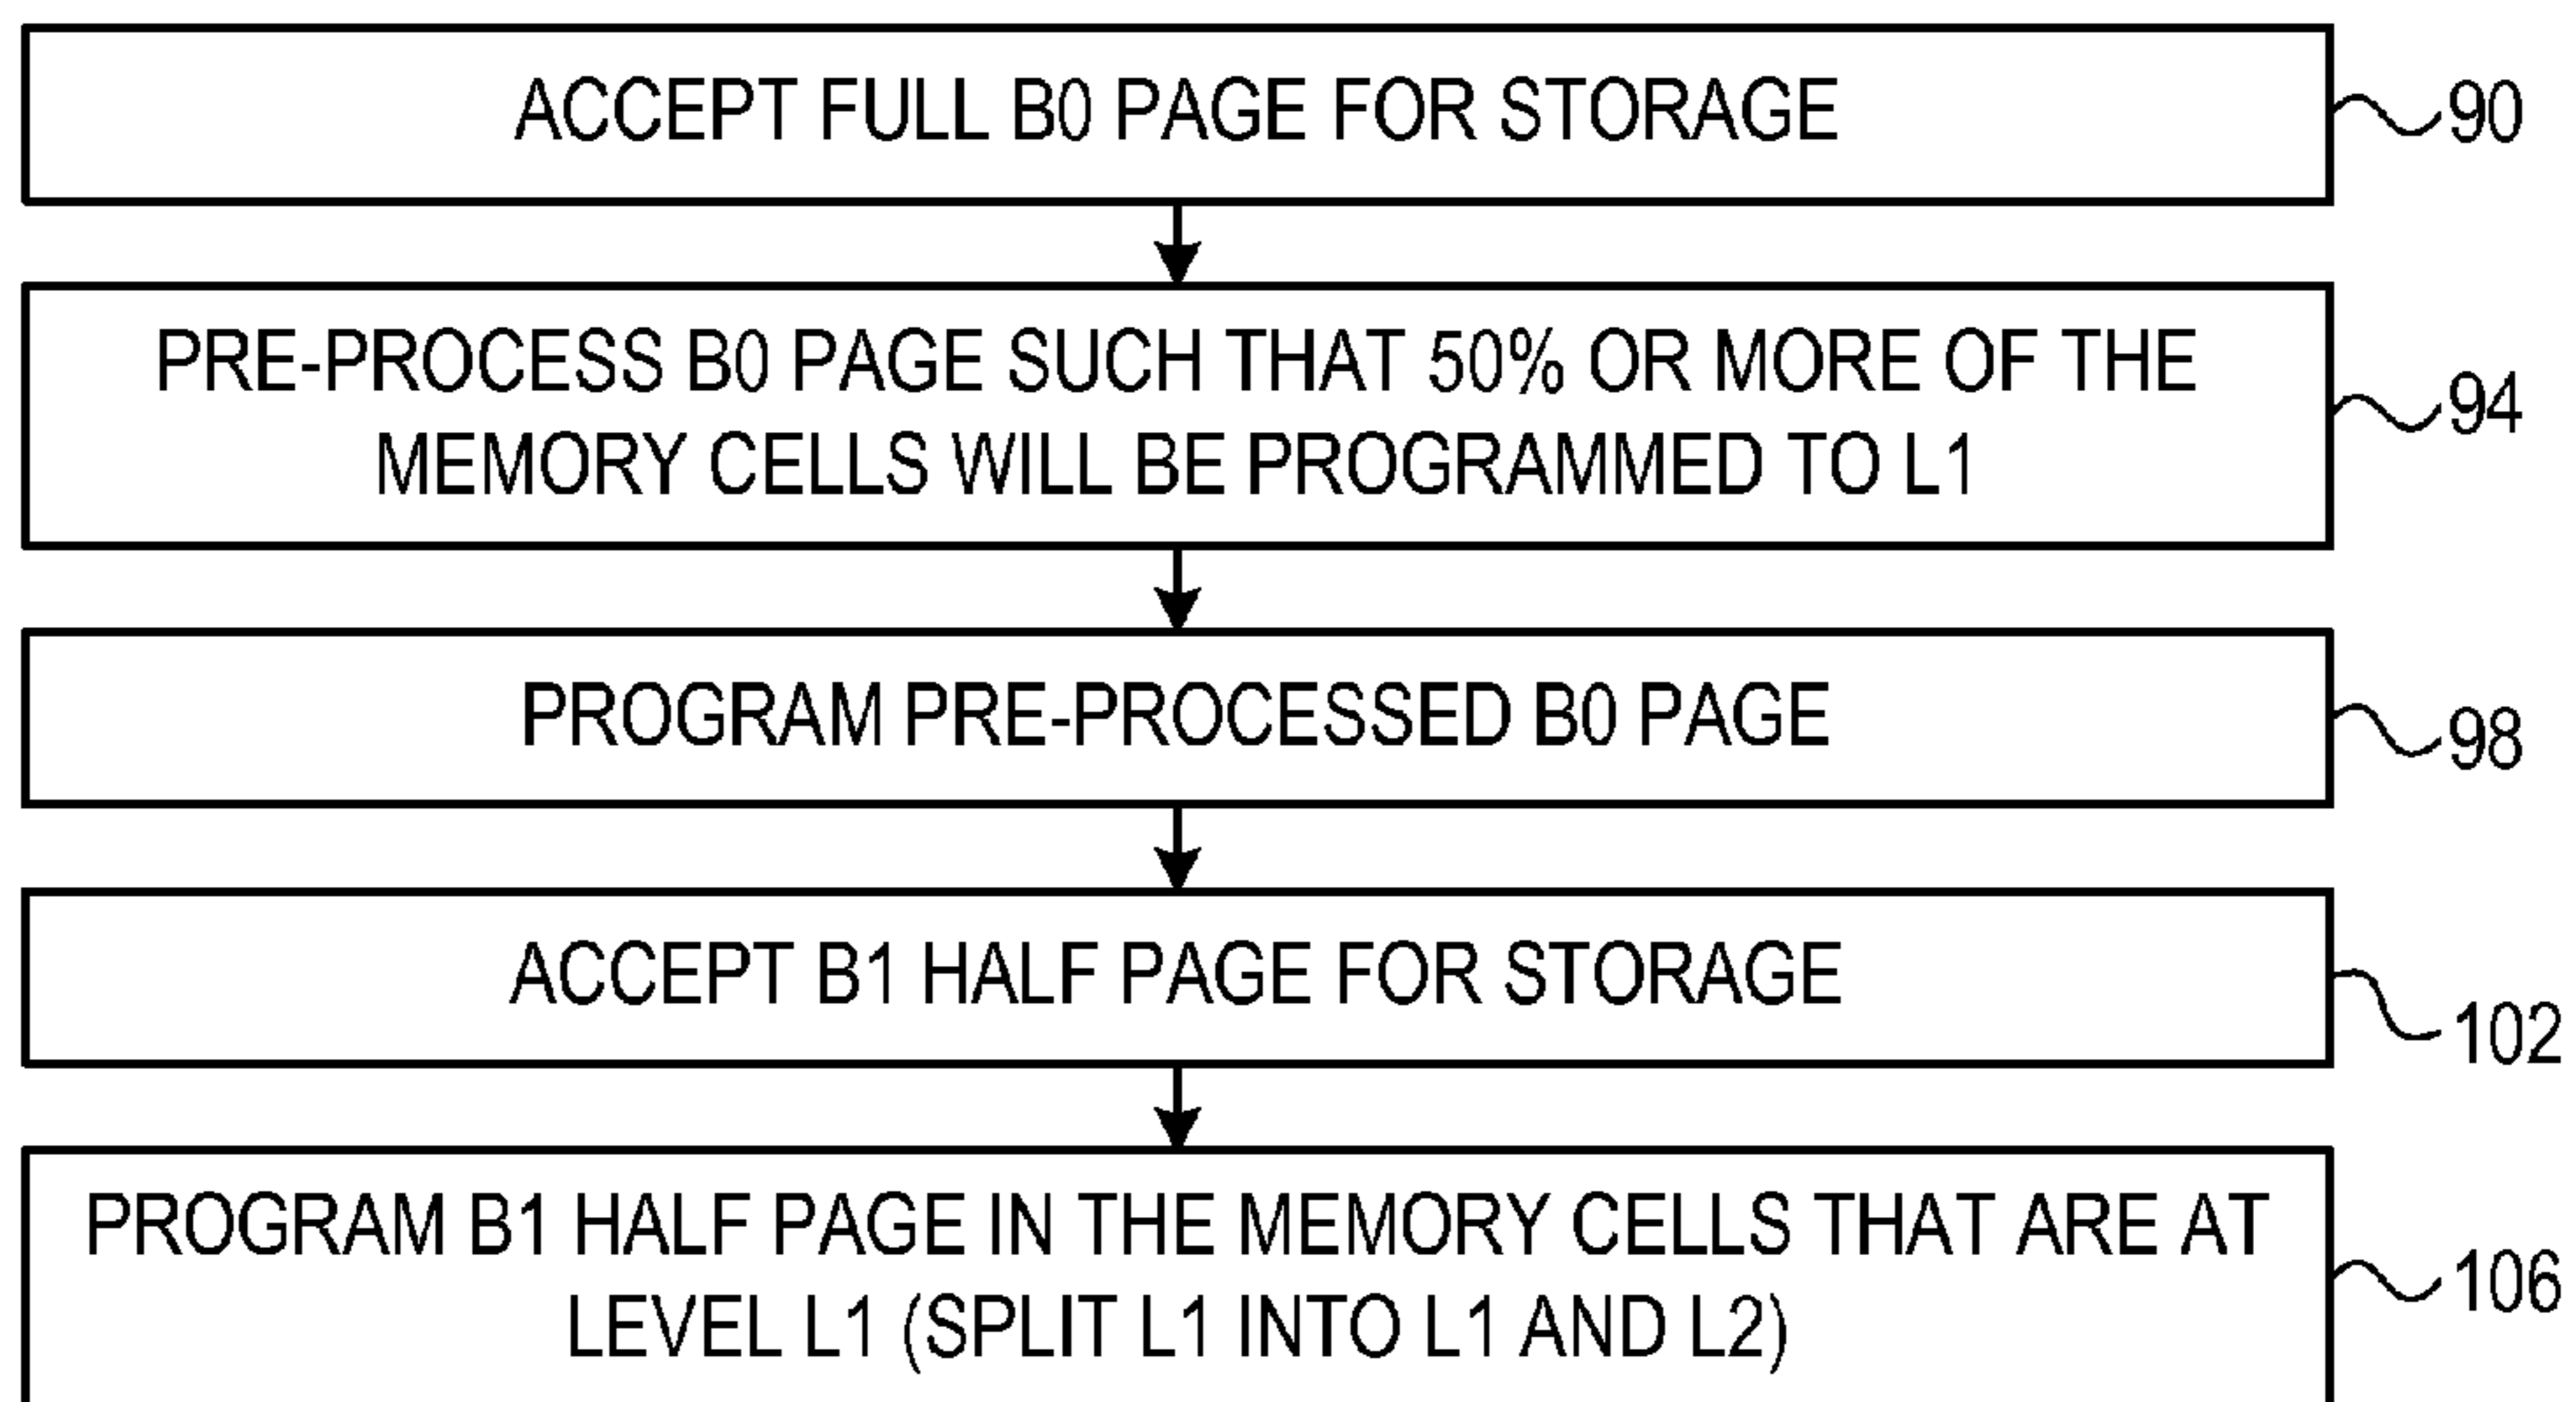 ACCEPT FULL B0 PAGE FOR STORAGE
90
PRE-PROCESS B0 PAGE SUCH THAT 50% OR MORE OF THE
MEMORY CELLS WILL BE PROGRAMMED TO L1
94
PROGRAM PRE-PROCESSED B0 PAGE
98
ACCEPT B1 HALF PAGE FOR STORAGE
102
PROGRAM B1 HALF PAGE IN THE MEMORY CELLS THAT ARE AT
LEVEL L1 (SPLIT L1 INTO L1 AND L2)
106